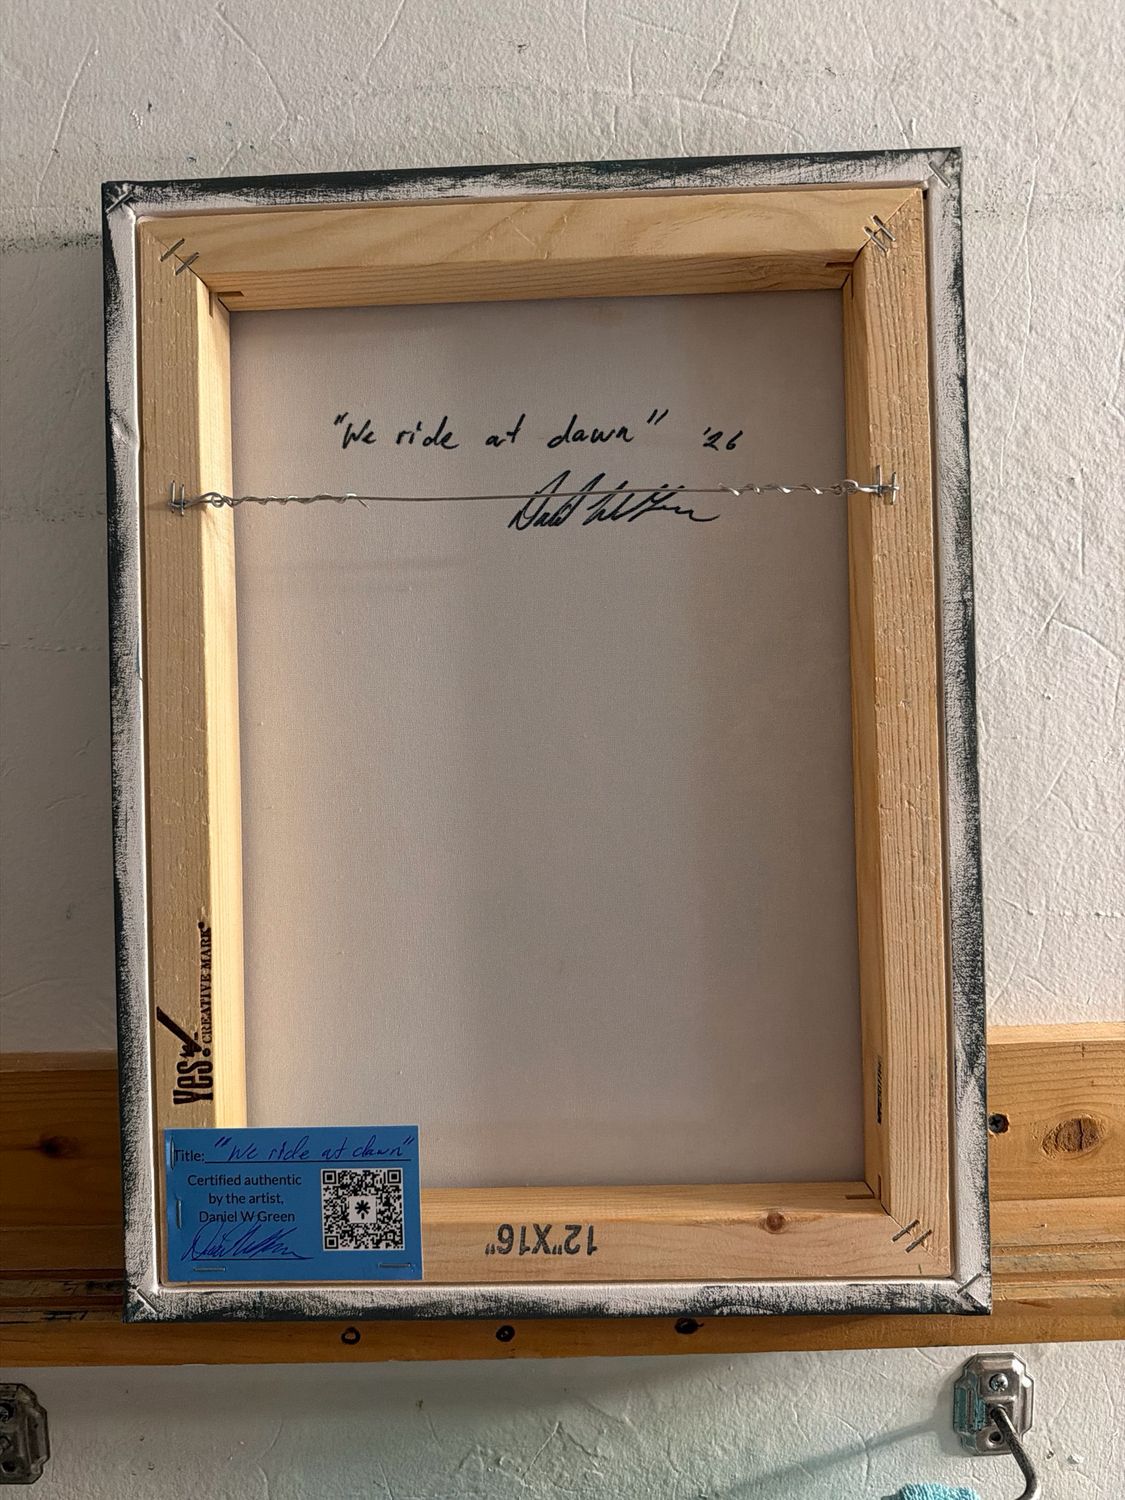 "We ride at dawn" '26
Yes! CREATIVE MARK®
Title: "We ride at dawn"
Certified authentic
by the artist,
Daniel W Green
12"X16"